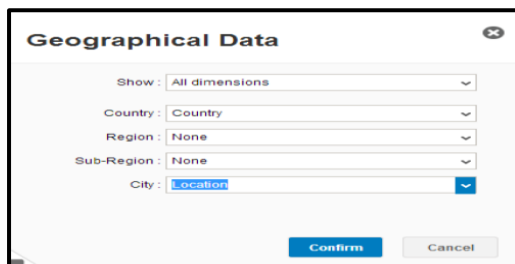 Geographical Data
Show : All dimensions
Country : Country
Region : None
Sub-Region : None
City : Location
Confirm Cancel